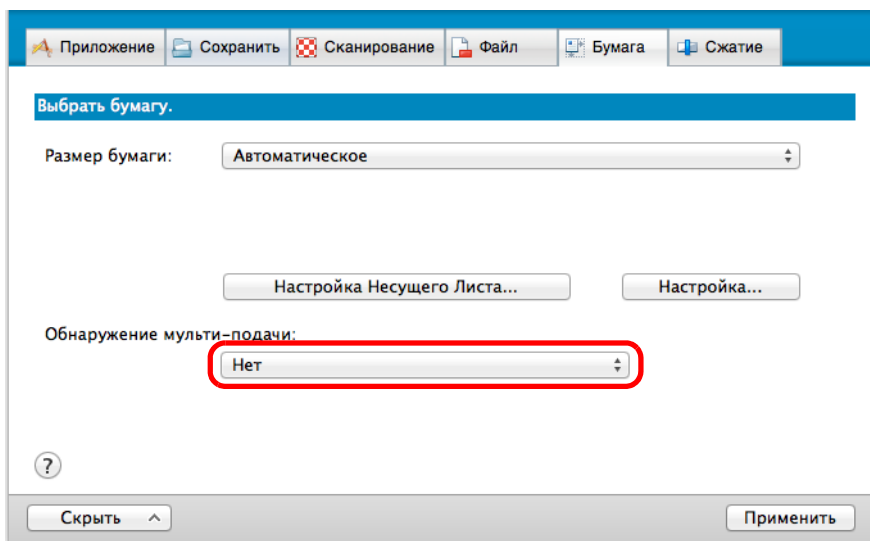 Приложение Сохранить Сканирование Файл Бумага Сжатие
Выбрать бумагу.
Размер бумаги: Автоматическое
Настройка Несущего Листа... Настройка...
Обнаружение мульти-подачи:
Нет
?
Скрыть Применить